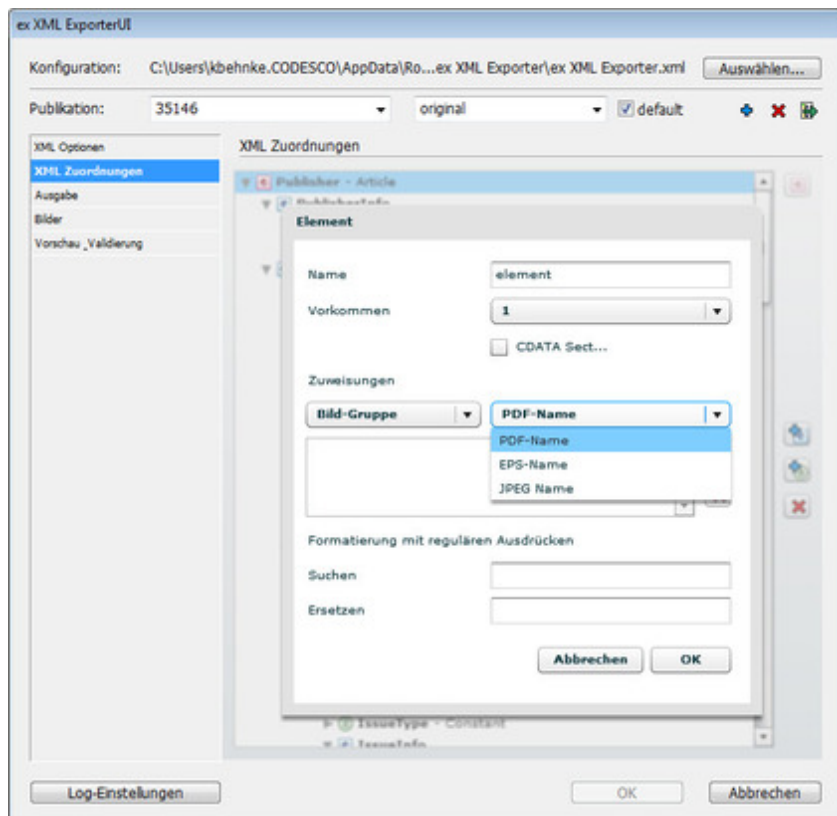 ex XML ExporterUI
Konfiguration: C:\Users\kbehnke.CODESCO\AppData\Ro...ex XML Exporter\ex XML Exporter.xml Auswählen...
Publikation: 35146 original default
XML Optionen
XML Zuordnungen
Ausgabe
Bilder
Vorschau _Validierung
XML Zuordnungen
Publisher - Article
PublisherInfo
Element
Name element
Vorkommen 1
CDATA Sect...
Zuweisungen
Bild-Gruppe PDF-Name
PDF-Name
EPS-Name
JPEG Name
Formatierung mit regulären Ausdrücken
Suchen
Ersetzen
Abbrechen OK
IssueType - Constant
IssueInfo
Log-Einstellungen OK Abbrechen